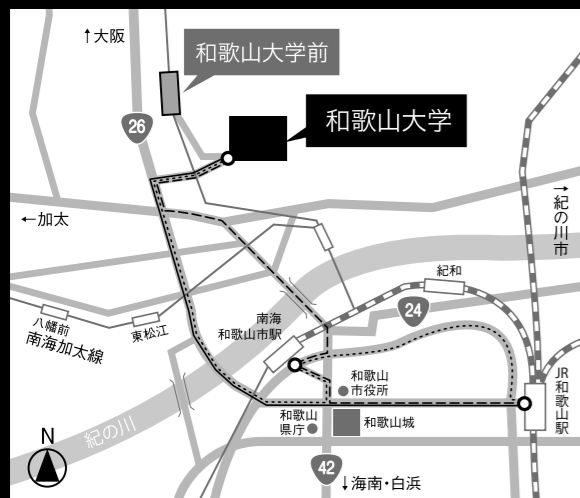 ↑大阪
和歌山大学前
26
和歌山大学
←加太
→紀の川市
紀和
24
南海
和歌山市駅
八幡前
東松江
南海加太線
和歌山
市役所
JR和歌山駅
和歌山
県庁
和歌山城
紀の川
N
42
↓海南・白浜